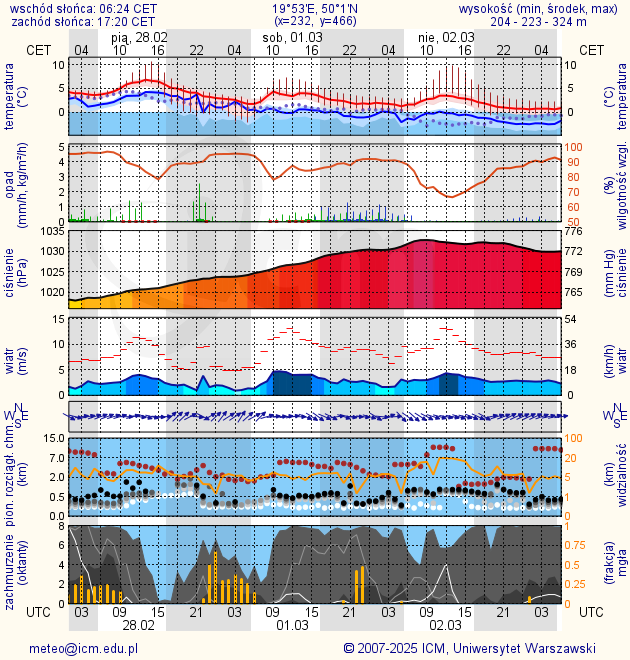 wschód słońca: 06:24 CET 19°53'E, 50°1'N wysokość (min, środek, max)
zachód słońca: 17:20 CET (x=232, y=466) 204 - 223 - 324 m
pią, 28.02 sob, 01.03 nie, 02.03
CET 04 10 16 22 04 10 16 22 04 10 16 22 04 CET
temperatura (°C)
10 5 0
10 5 0
temperatura (°C)
opad (mm/h, kg/m²/h)
5 4 3 2 1 0
100 90 80 70 60 50
(%) wilgotność wzgl.
ciśnienie (hPa)
1035 1030 1025 1020
776 772 769 765
(mm Hg) ciśnienie
wiatr (m/s)
15 10 5 0
54 36 18 0
(km/h) wiatr
N W E S
N W E S
pion. rozciągł. chm. (km)
15.0 7.0 2.0 0.5 0.0
100 20 5 1 0
(km) widzialność
zachmurzenie (oktanty)
8 6 4 2 0
1 0.75 0.5 0.25 0
(frakcja) mgła
UTC 03 09 15 21 03 09 15 21 03 09 15 21 03 UTC
28.02 01.03 02.03
meteo@icm.edu.pl © 2007-2025 ICM, Uniwersytet Warszawski